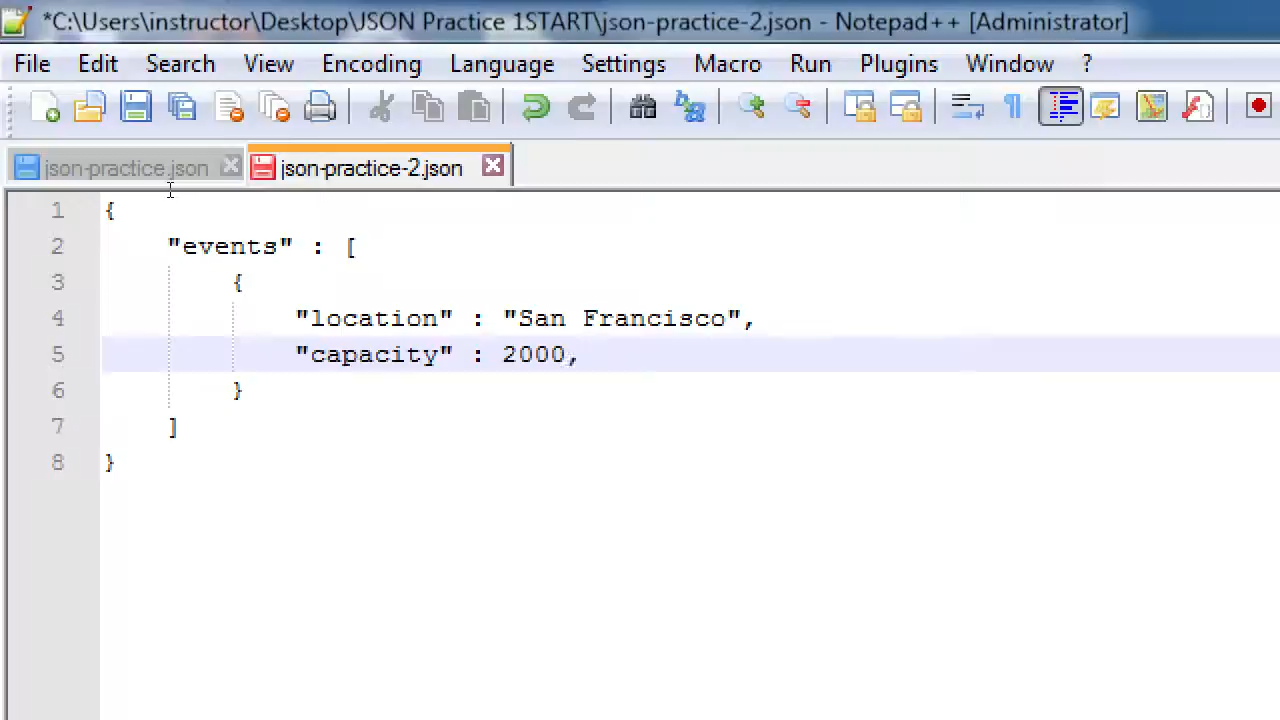 *C:\Users\instructor\Desktop\JSON Practice 1START\json-practice-2.json - Notepad++ [Administrator]
File Edit Search View Encoding Language Settings Macro Run Plugins Window ?
json-practice.json json-practice-2.json
1 {
2 "events" : [
3 {
4 "location" : "San Francisco",
5 "capacity" : 2000,
6 }
7 ]
8 }